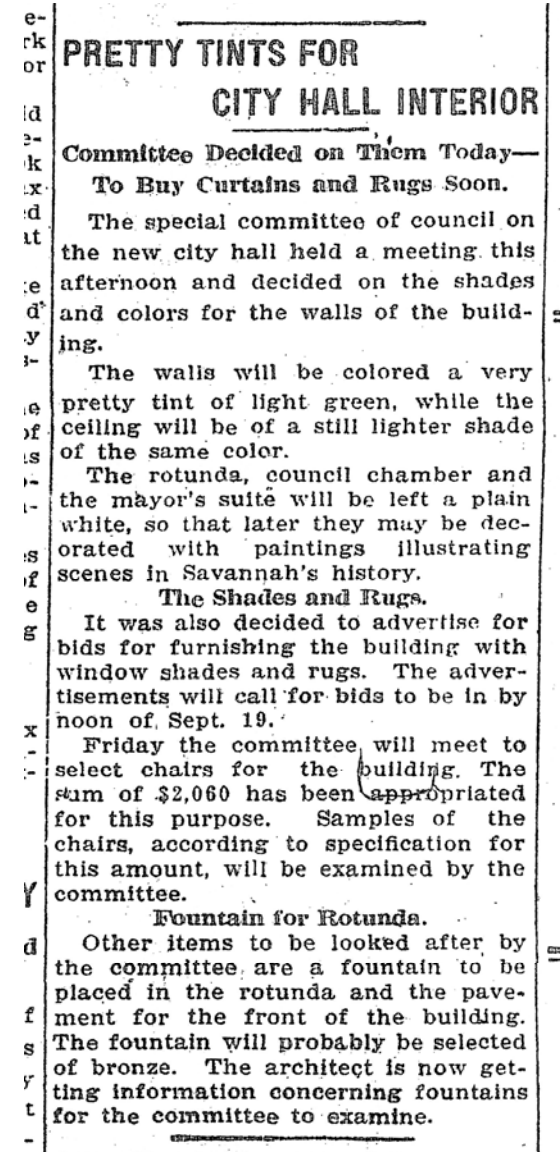 PRETTY TINTS FOR
CITY HALL INTERIOR
Committee Decided on Them Today—
To Buy Curtains and Rugs Soon.
The special committee of council on
the new city hall held a meeting this
afternoon and decided on the shades
and colors for the walls of the build-
ing.
The walls will be colored a very
pretty tint of light green, while the
ceiling will be of a still lighter shade
of the same color.
The rotunda, council chamber and
the mayor's suite will be left a plain
white, so that later they may be dec-
orated with paintings illustrating
scenes in Savannah's history.
The Shades and Rugs.
It was also decided to advertise for
bids for furnishing the building with
window shades and rugs. The adver-
tisements will call for bids to be in by
noon of Sept. 19.
Friday the committee will meet to
select chairs for the building. The
sum of $2,060 has been appropriated
for this purpose. Samples of the
chairs, according to specification for
this amount, will be examined by the
committee.
Fountain for Rotunda.
Other items to be looked after by
the committee are a fountain to be
placed in the rotunda and the pave-
ment for the front of the building.
The fountain will probably be selected
of bronze. The architect is now get-
ting information concerning fountains
for the committee to examine.